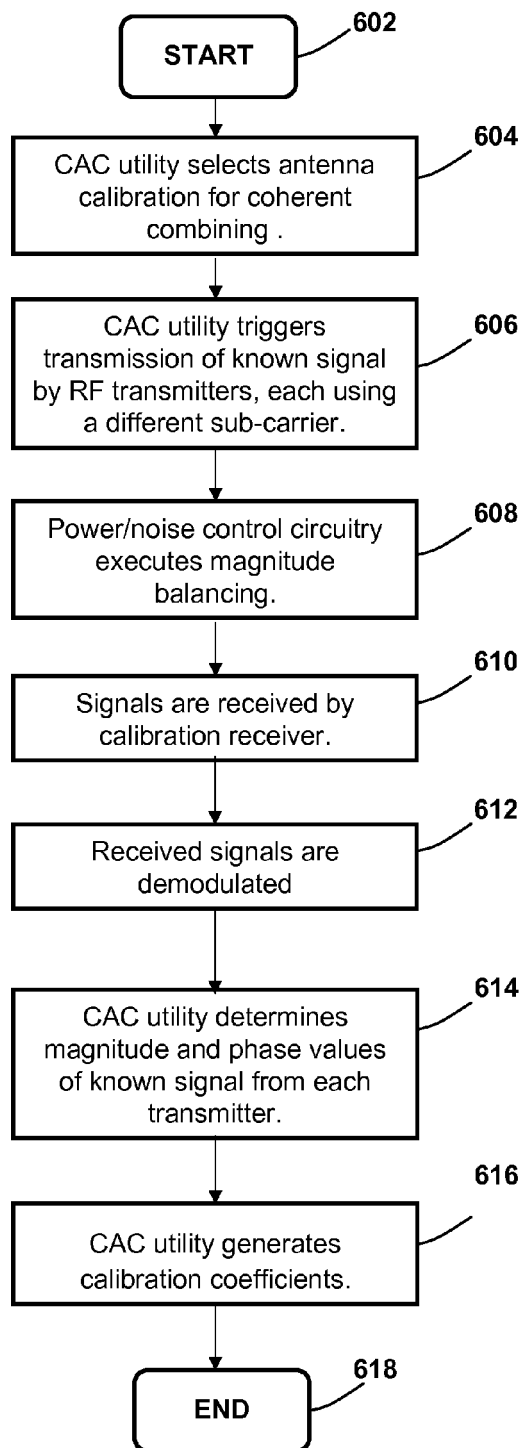 602
START
604
CAC utility selects antenna
calibration for coherent
combining .
606
CAC utility triggers
transmission of known signal
by RF transmitters, each using
a different sub-carrier.
608
Power/noise control circuitry
executes magnitude
balancing.
610
Signals are received by
calibration receiver.
612
Received signals are
demodulated
614
CAC utility determines
magnitude and phase values
of known signal from each
transmitter.
616
CAC utility generates
calibration coefficients.
618
END